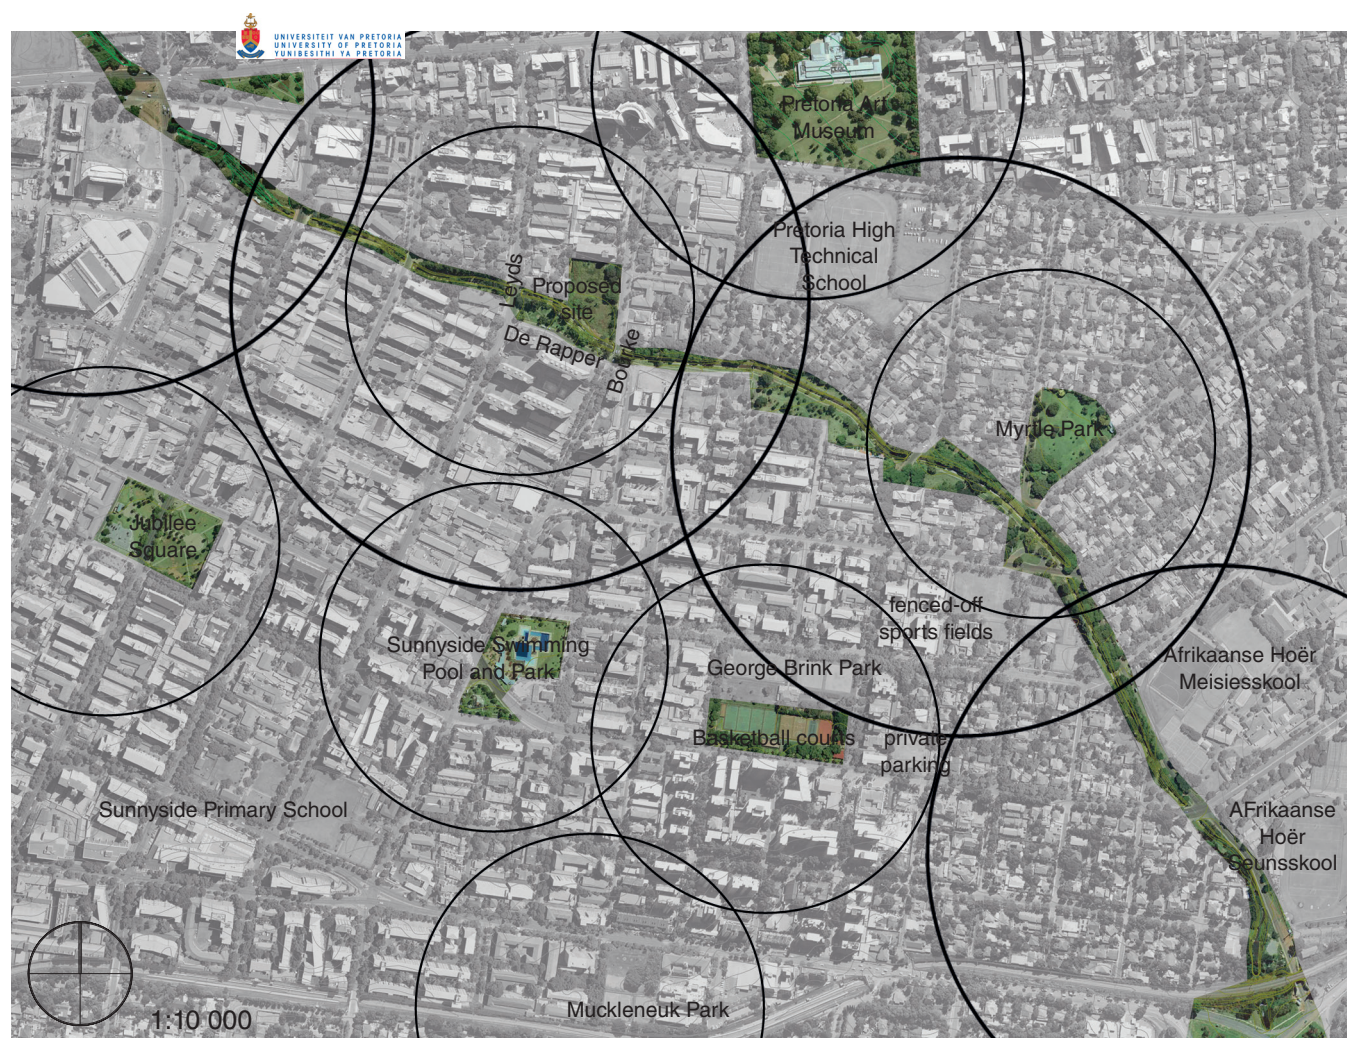 UNIVERSITEIT VAN PRETORIA
UNIVERSITY OF PRETORIA
YUNIBESITHI YA PRETORIA
Pretoria Art
Museum
Pretoria High
Technical
School
Leyds
Proposed
site
De Rapper
Bourke
Myrtle Park
Jubilee
Square
fenced-off
sports fields
Sunnyside Swimming
Pool and Park
George Brink Park
Afrikaanse Hoër
Meisiesskool
Basketball courts
private
parking
Sunnyside Primary School
AFrikaanse
Hoër
Seunsskool
Muckleneuk Park
1:10 000